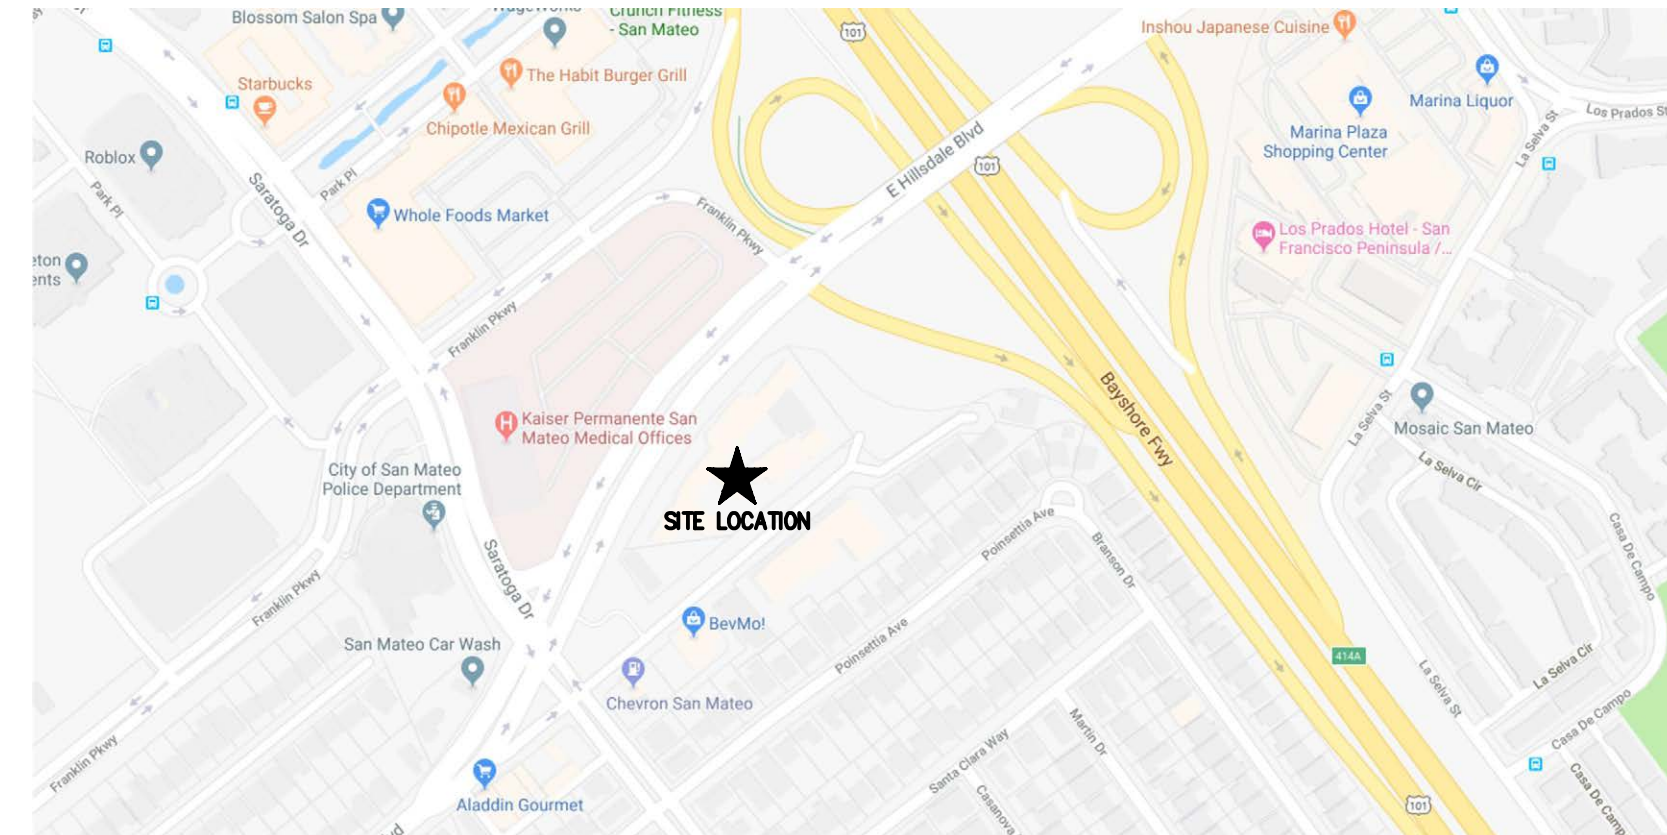 Blossom Salon Spa
WageWorks
Crunch Fitness
- San Mateo
Inshou Japanese Cuisine
101
Starbucks
The Habit Burger Grill
Chipotle Mexican Grill
Marina Liquor
Los Prados St
Marina Plaza
Shopping Center
La Selva St
E Hillsdale Blvd
101
Roblox
Park Pl
Park Pl
Saratoga Dr
Whole Foods Market
Franklin Pkwy
Los Prados Hotel - San
Francisco Peninsula /...
eton
ents
Franklin Pkwy
Bayshore Fwy
La Selva St
Kaiser Permanente San
Mateo Medical Offices
Mosaic San Mateo
La Selva Cir
City of San Mateo
Police Department
SITE LOCATION
Poinsettia Ave
Branson Dr
Casa De Campo
Saratoga Dr
Franklin Pkwy
BevMo!
Poinsettia Ave
San Mateo Car Wash
414A
La Selva Cir
La Selva St
Chevron San Mateo
Casa De Campo
Martin Dr
Santa Clara Way
Franklin Pkwy
Casanova
Casa De Camp
Aladdin Gourmet
101
vd